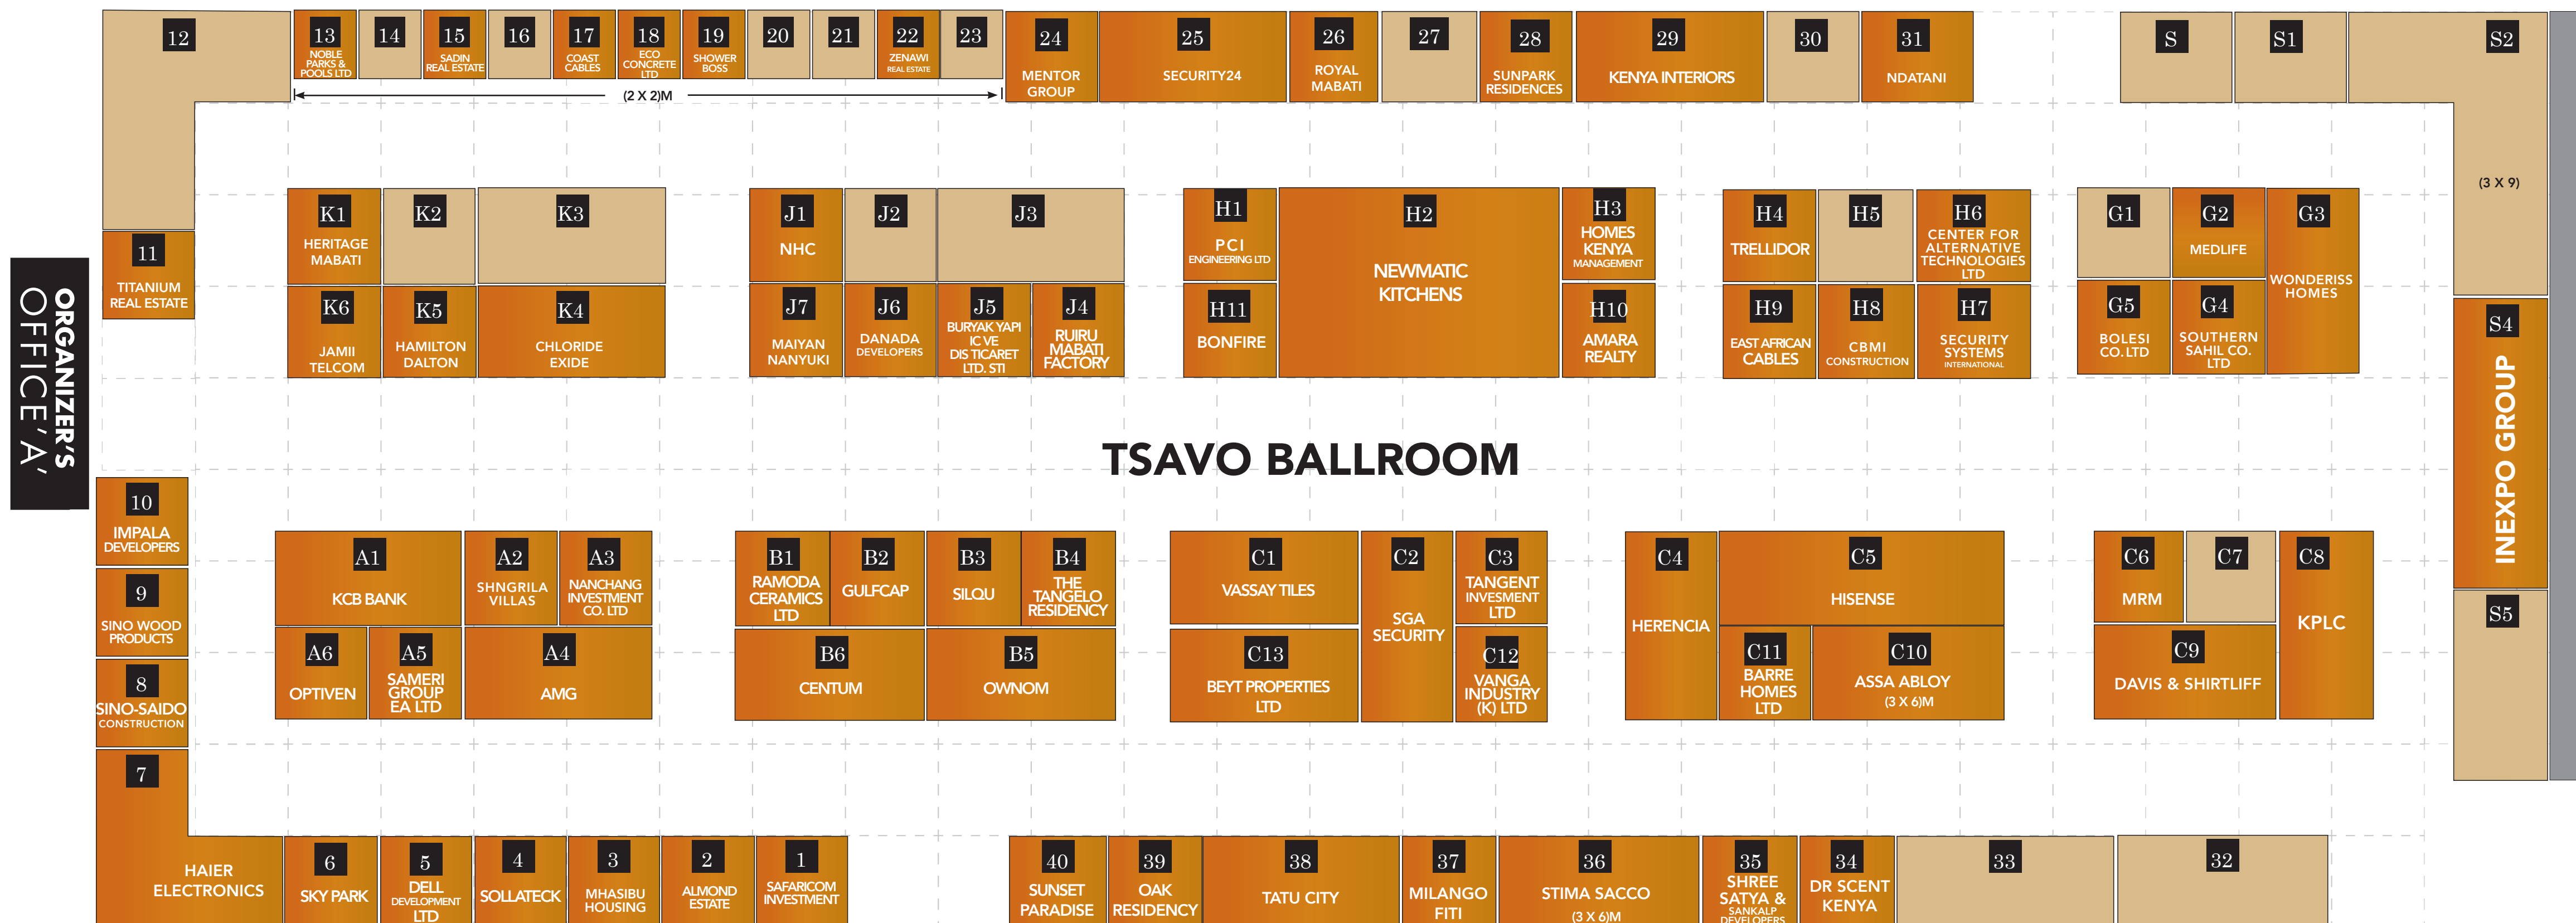 12
13
NOBLE
PARKS &
POOLS LTD
14
15
SADIN
REAL ESTATE
16
17
COAST
CABLES
18
ECO
CONCRETE
LTD
19
SHOWER
BOSS
20
21
22
ZENAWI
REAL ESTATE
23
(2 X 2)M
24
MENTOR
GROUP
25
SECURITY24
26
ROYAL
MABATI
27
28
SUNPARK
RESIDENCES
29
KENYA INTERIORS
30
31
NDATANI
S
S1
S2
(3 X 9)
11
TITANIUM
REAL ESTATE
ORGANIZER'S
OFFICE'A'
K1
HERITAGE
MABATI
K2
K3
K6
JAMII
TELCOM
K5
HAMILTON
DALTON
K4
CHLORIDE
EXIDE
J1
NHC
J2
J3
J7
MAIYAN
NANYUKI
J6
DANADA
DEVELOPERS
J5
BURYAK YAPI
IC VE
DIS TICARET
LTD. STI
J4
RUIRU
MABATI
FACTORY
H1
PCI
ENGINEERING LTD
H2
NEWMATIC
KITCHENS
H3
HOMES
KENYA
MANAGEMENT
H11
BONFIRE
H10
AMARA
REALTY
H4
TRELLIDOR
H5
H6
CENTER FOR
ALTERNATIVE
TECHNOLOGIES
LTD
H9
EAST AFRICAN
CABLES
H8
CBMI
CONSTRUCTION
H7
SECURITY
SYSTEMS
INTERNATIONAL
G1
G2
MEDLIFE
G3
WONDERISS
HOMES
G5
BOLESI
CO. LTD
G4
SOUTHERN
SAHIL CO.
LTD
S4
INEXPO GROUP
TSAVO BALLROOM
10
IMPALA
DEVELOPERS
9
SINO WOOD
PRODUCTS
8
SINO-SAIDO
CONSTRUCTION
7
HAIER
ELECTRONICS
A1
KCB BANK
A2
SHNGRILA
VILLAS
A3
NANCHANG
INVESTMENT
CO. LTD
A6
OPTIVEN
A5
SAMERI
GROUP
EA LTD
A4
AMG
B1
RAMODA
CERAMICS
LTD
B2
GULFCAP
B3
SILQU
B4
THE
TANGELO
RESIDENCY
B6
CENTUM
B5
OWNOM
C1
VASSAY TILES
C2
SGA
SECURITY
C3
TANGENT
INVESMENT
LTD
C13
BEYT PROPERTIES
LTD
C12
VANGA
INDUSTRY
(K) LTD
C4
HERENCIA
C5
HISENSE
C11
BARRE
HOMES
LTD
C10
ASSA ABLOY
(3 X 6)M
C6
MRM
C7
C8
KPLC
C9
DAVIS & SHIRTLIFF
S5
6
SKY PARK
5
DELL
DEVELOPMENT
LTD
4
SOLLATECK
3
MHASIBU
HOUSING
2
ALMOND
ESTATE
1
SAFARICOM
INVESTMENT
40
SUNSET
PARADISE
39
OAK
RESIDENCY
38
TATU CITY
37
MILANGO
FITI
36
STIMA SACCO
(3 X 6)M
35
SHREE
SATYA &
SANKALP
DEVELOPERS
34
DR SCENT
KENYA
33
32